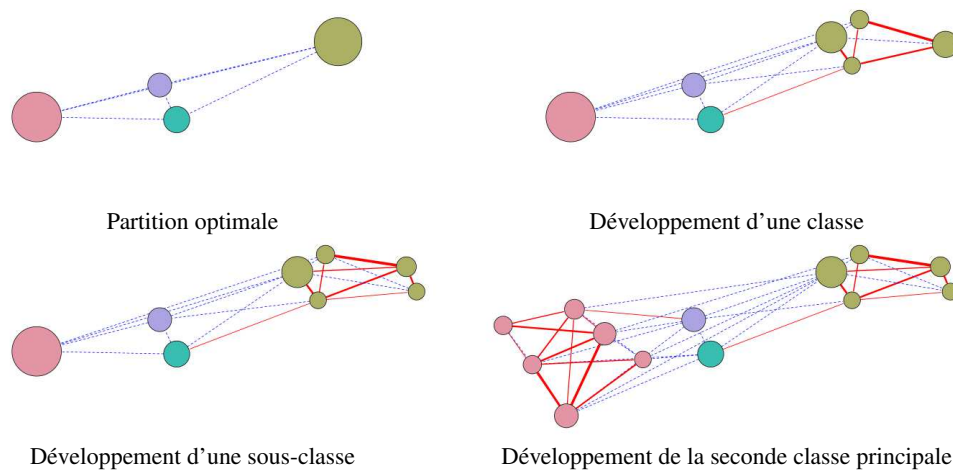 Partition optimale
Développement d'une classe
Développement d'une sous-classe
Développement de la seconde classe principale